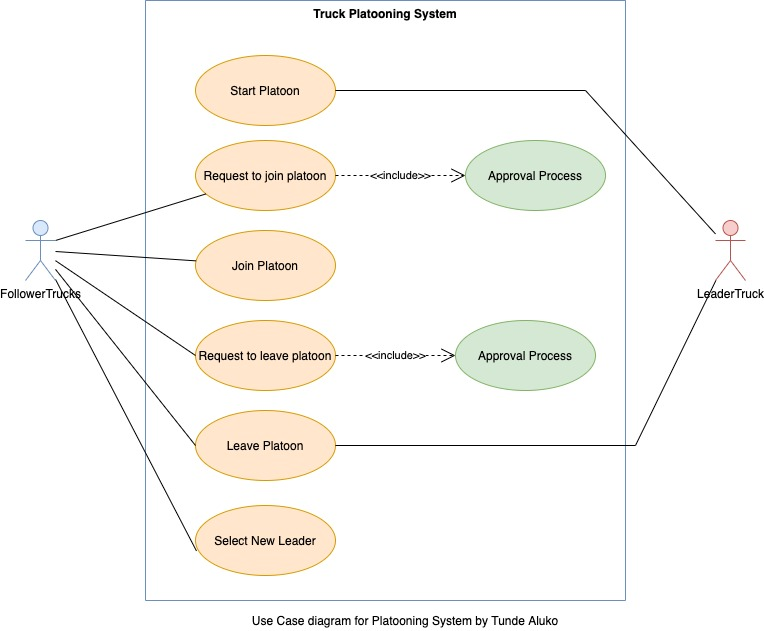 Truck Platooning System
Start Platoon
Request to join platoon
<<include>>
Approval Process
Join Platoon
FollowerTrucks
LeaderTruck
Request to leave platoon
<<include>>
Approval Process
Leave Platoon
Select New Leader
Use Case diagram for Platooning System by Tunde Aluko